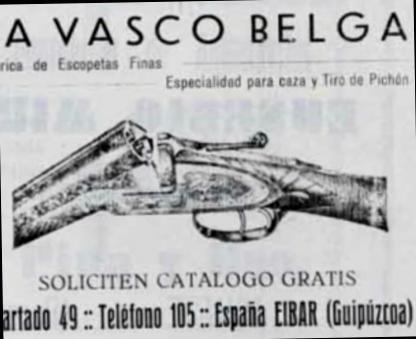 A VASCO BELGA
rica de Escopetas Finas
Especialidad para caza y Tiro de Pichón
SOLICITEN CATALOGO GRATIS
artado 49 :: Teléfono 105 :: España EIBAR (Guipúzcoa)